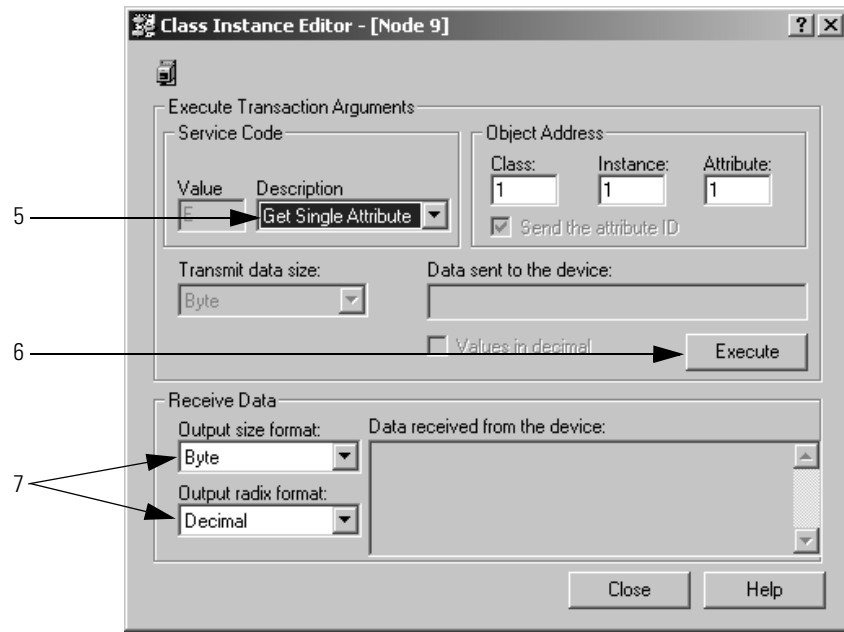 Class Instance Editor - [Node 9]
Execute Transaction Arguments
Service Code
Object Address
Class:
Instance:
Attribute:
Value
Description
1
1
1
5
E
Get Single Attribute
Send the attribute ID
Transmit data size:
Data sent to the device:
Byte
6
Values in decimal
Execute
Receive Data
Output size format:
Data received from the device:
Byte
7
Output radix format:
Decimal
Close
Help